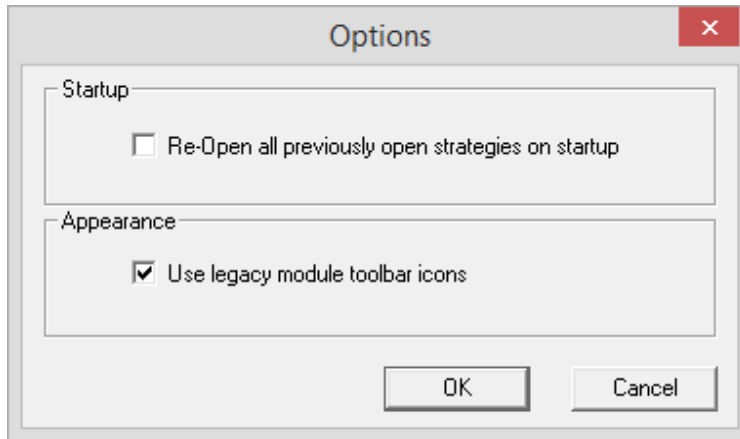 Options
Startup
Re-Open all previously open strategies on startup
Appearance
Use legacy module toolbar icons
OK Cancel